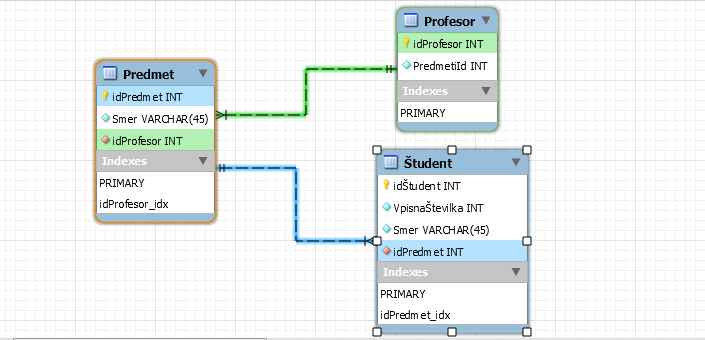 Profesor
idProfesor INT
PredmetiId INT
Indexes
PRIMARY
Predmet
idPredmet INT
Smer VARCHAR(45)
idProfesor INT
Indexes
PRIMARY
idProfesor_idx
Študent
idŠtudent INT
VpisnaŠtevilka INT
Smer VARCHAR(45)
idPredmet INT
Indexes
PRIMARY
idPredmet_idx